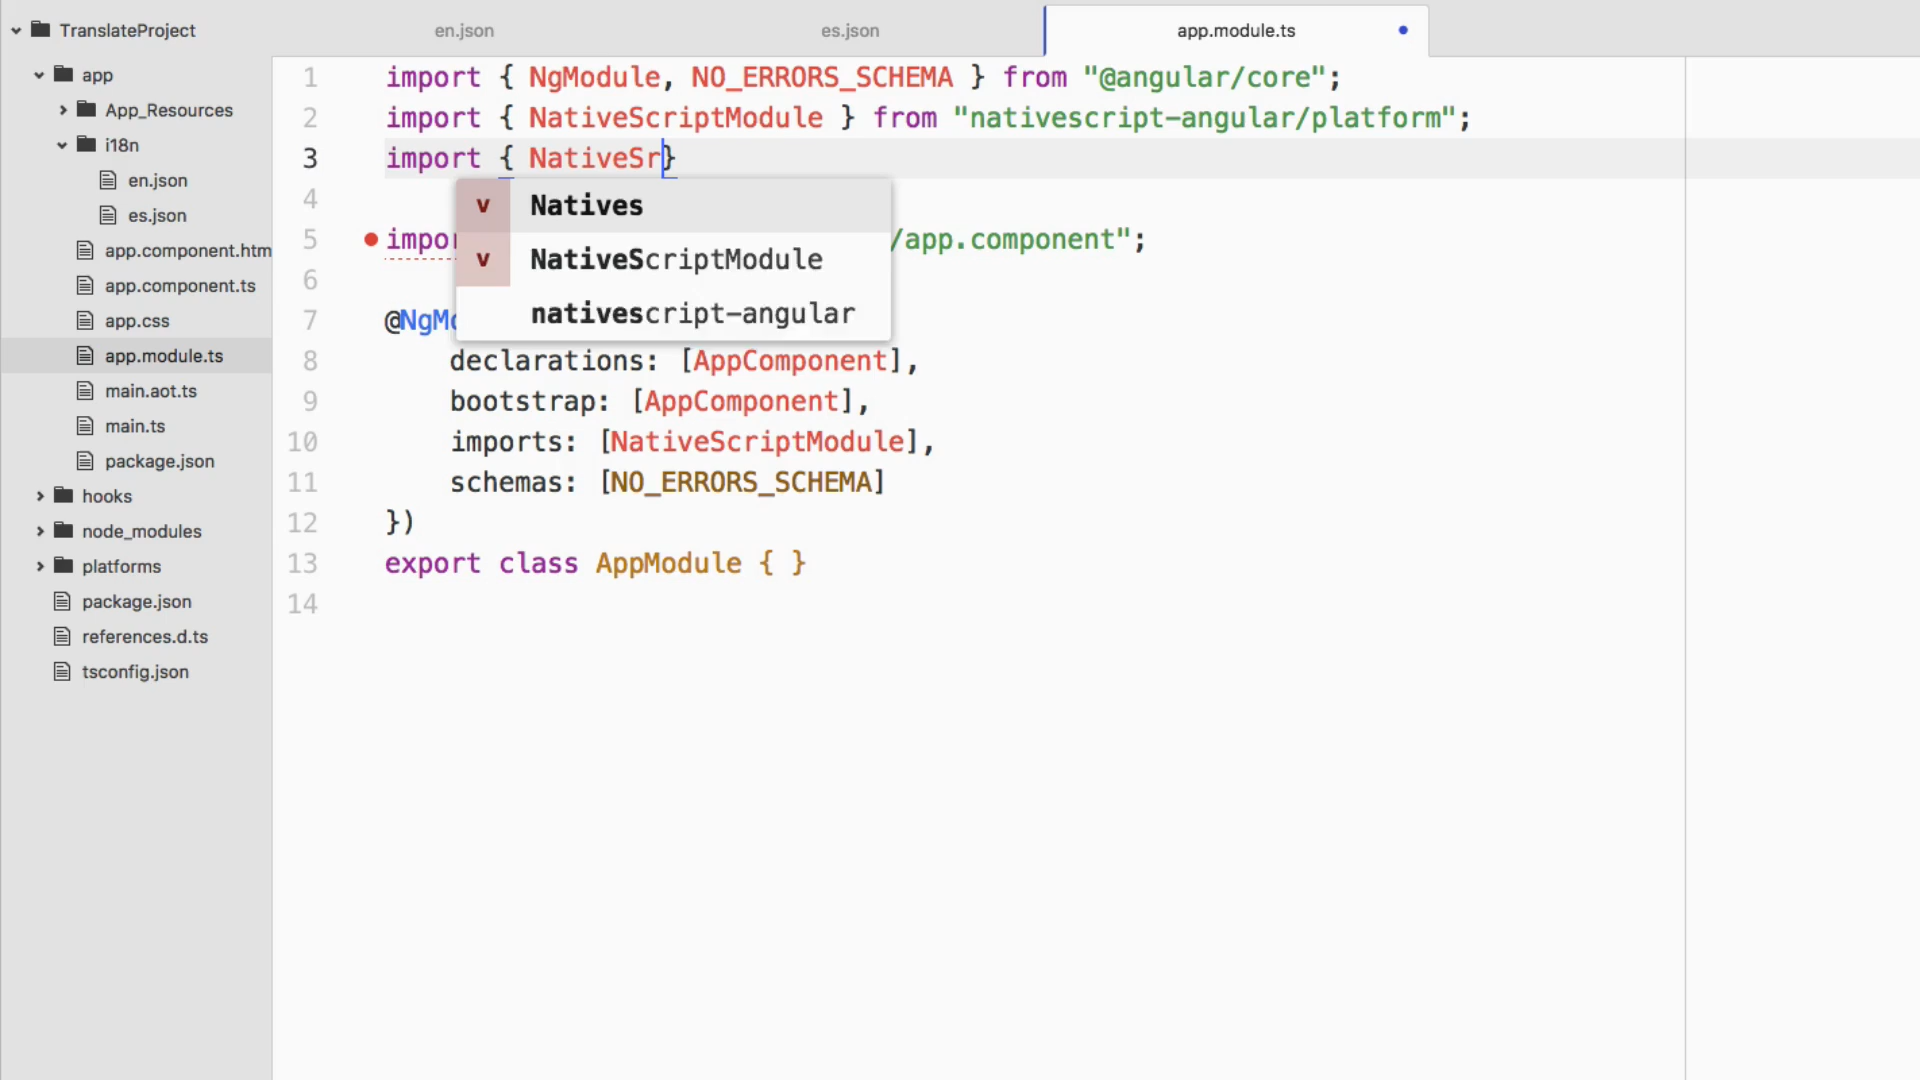 TranslateProject
en.json
es.json
app.module.ts
app
App_Resources
i18n
en.json
es.json
app.component.htm
app.component.ts
app.css
app.module.ts
main.aot.ts
main.ts
package.json
hooks
node_modules
platforms
package.json
references.d.ts
tsconfig.json
1 import { NgModule, NO_ERRORS_SCHEMA } from "@angular/core";
2 import { NativeScriptModule } from "nativescript-angular/platform";
3 import { NativeSr}
4
5 impor /app.component";
6
7 @NgMo
v Natives
v NativeScriptModule
nativescript-angular
8 declarations: [AppComponent],
9 bootstrap: [AppComponent],
10 imports: [NativeScriptModule],
11 schemas: [NO_ERRORS_SCHEMA]
12 })
13 export class AppModule { }
14